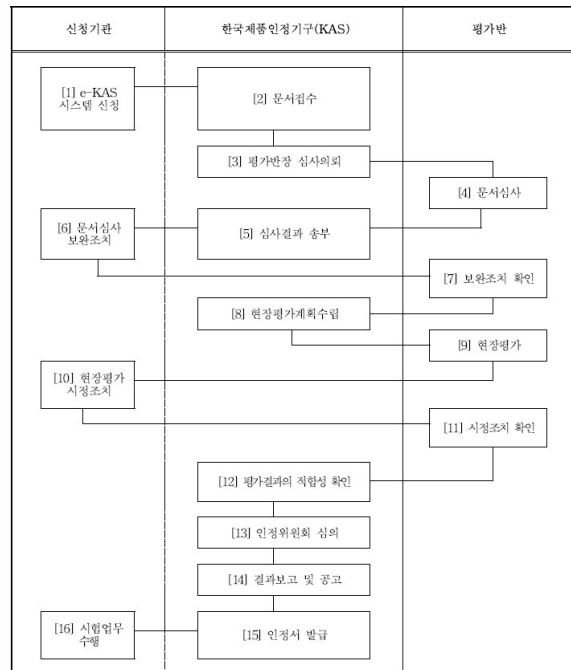 신청기관
한국제품인정기구(KAS)
평가반
[1] e-KAS
시스템 신청
[2] 문서접수
[3] 평가반장 심사의뢰
[4] 문서심사
[5] 심사결과 송부
[6] 문서심사
보완조치
[7] 보완조치 확인
[8] 현장평가계획수립
[9] 현장평가
[10] 현장평가
시정조치
[11] 시정조치 확인
[12] 평가결과의 적합성 확인
[13] 인정위원회 심의
[14] 결과보고 및 공고
[15] 인정서 발급
[16] 시험업무
수행